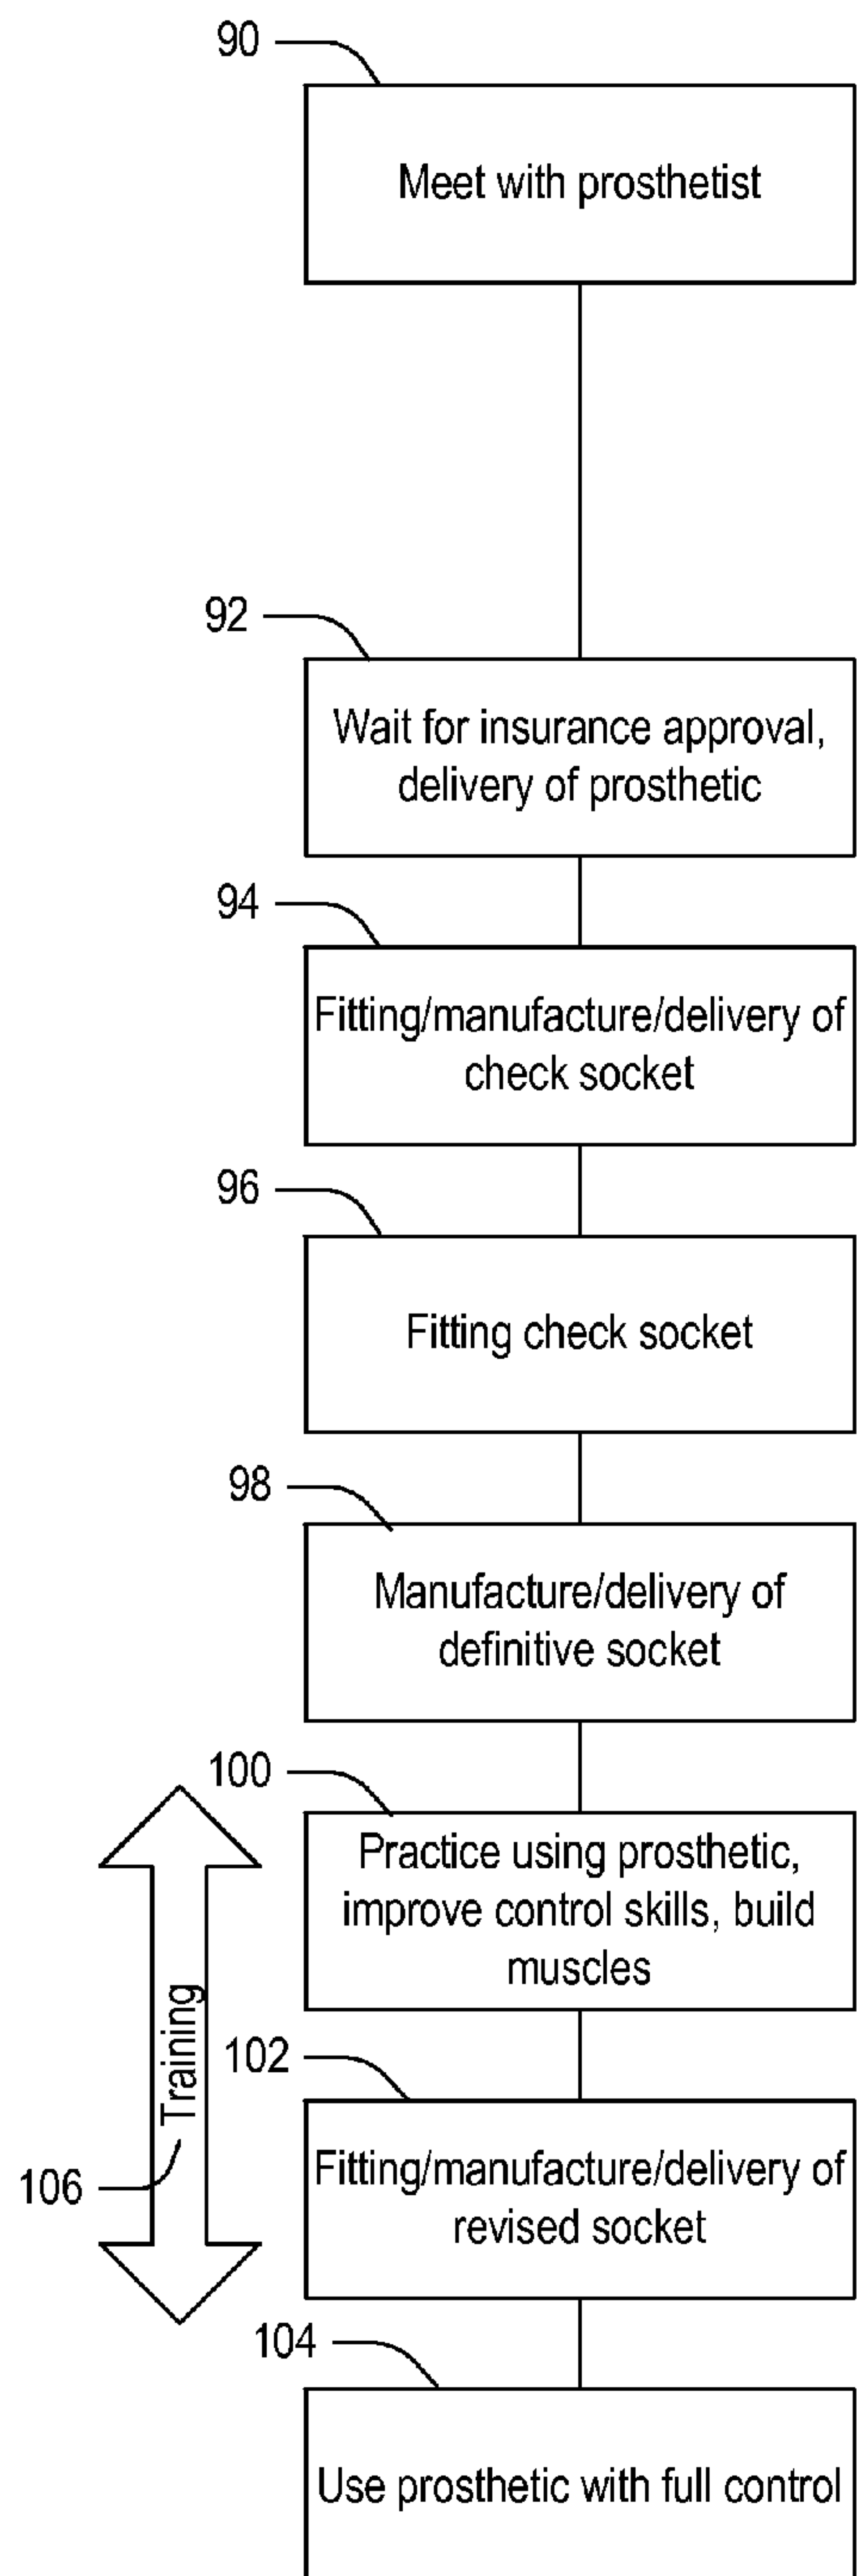 90
Meet with prosthetist
92
Wait for insurance approval,
delivery of prosthetic
94
Fitting/manufacture/delivery of
check socket
96
Fitting check socket
98
Manufacture/delivery of
definitive socket
100
Practice using prosthetic,
improve control skills, build
muscles
Training
102
106
Fitting/manufacture/delivery of
revised socket
104
Use prosthetic with full control